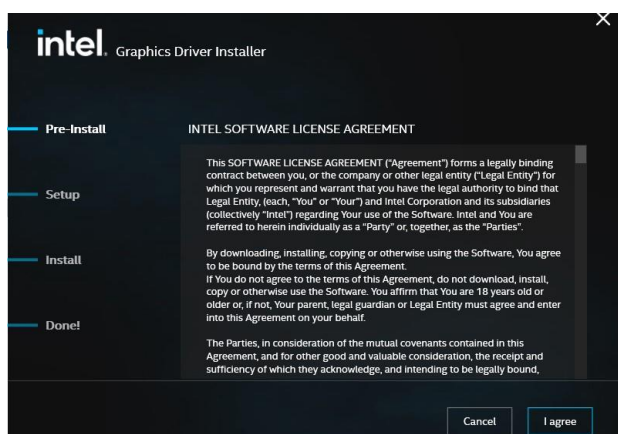 intel. Graphics Driver Installer
Pre-Install
Setup
Install
Done!
INTEL SOFTWARE LICENSE AGREEMENT
This SOFTWARE LICENSE AGREEMENT ("Agreement") forms a legally binding
contract between you, or the company or other legal entity ("Legal Entity") for
which you represent and warrant that you have the legal authority to bind that
Legal Entity, (each, "You" or "Your") and Intel Corporation and its subsidiaries
(collectively "Intel") regarding Your use of the Software. Intel and You are
referred to herein individually as a "Party" or, together, as the "Parties".
By downloading, installing, copying or otherwise using the Software, You agree
to be bound by the terms of this Agreement.
If You do not agree to the terms of this Agreement, do not download, install,
copy or otherwise use the Software. You affirm that You are 18 years old or
older or, if not, Your parent, legal guardian or Legal Entity must agree and enter
into this Agreement on your behalf.
The Parties, in consideration of the mutual covenants contained in this
Agreement, and for other good and valuable consideration, the receipt and
sufficiency of which they acknowledge, and intending to be legally bound,
Cancel
I agree